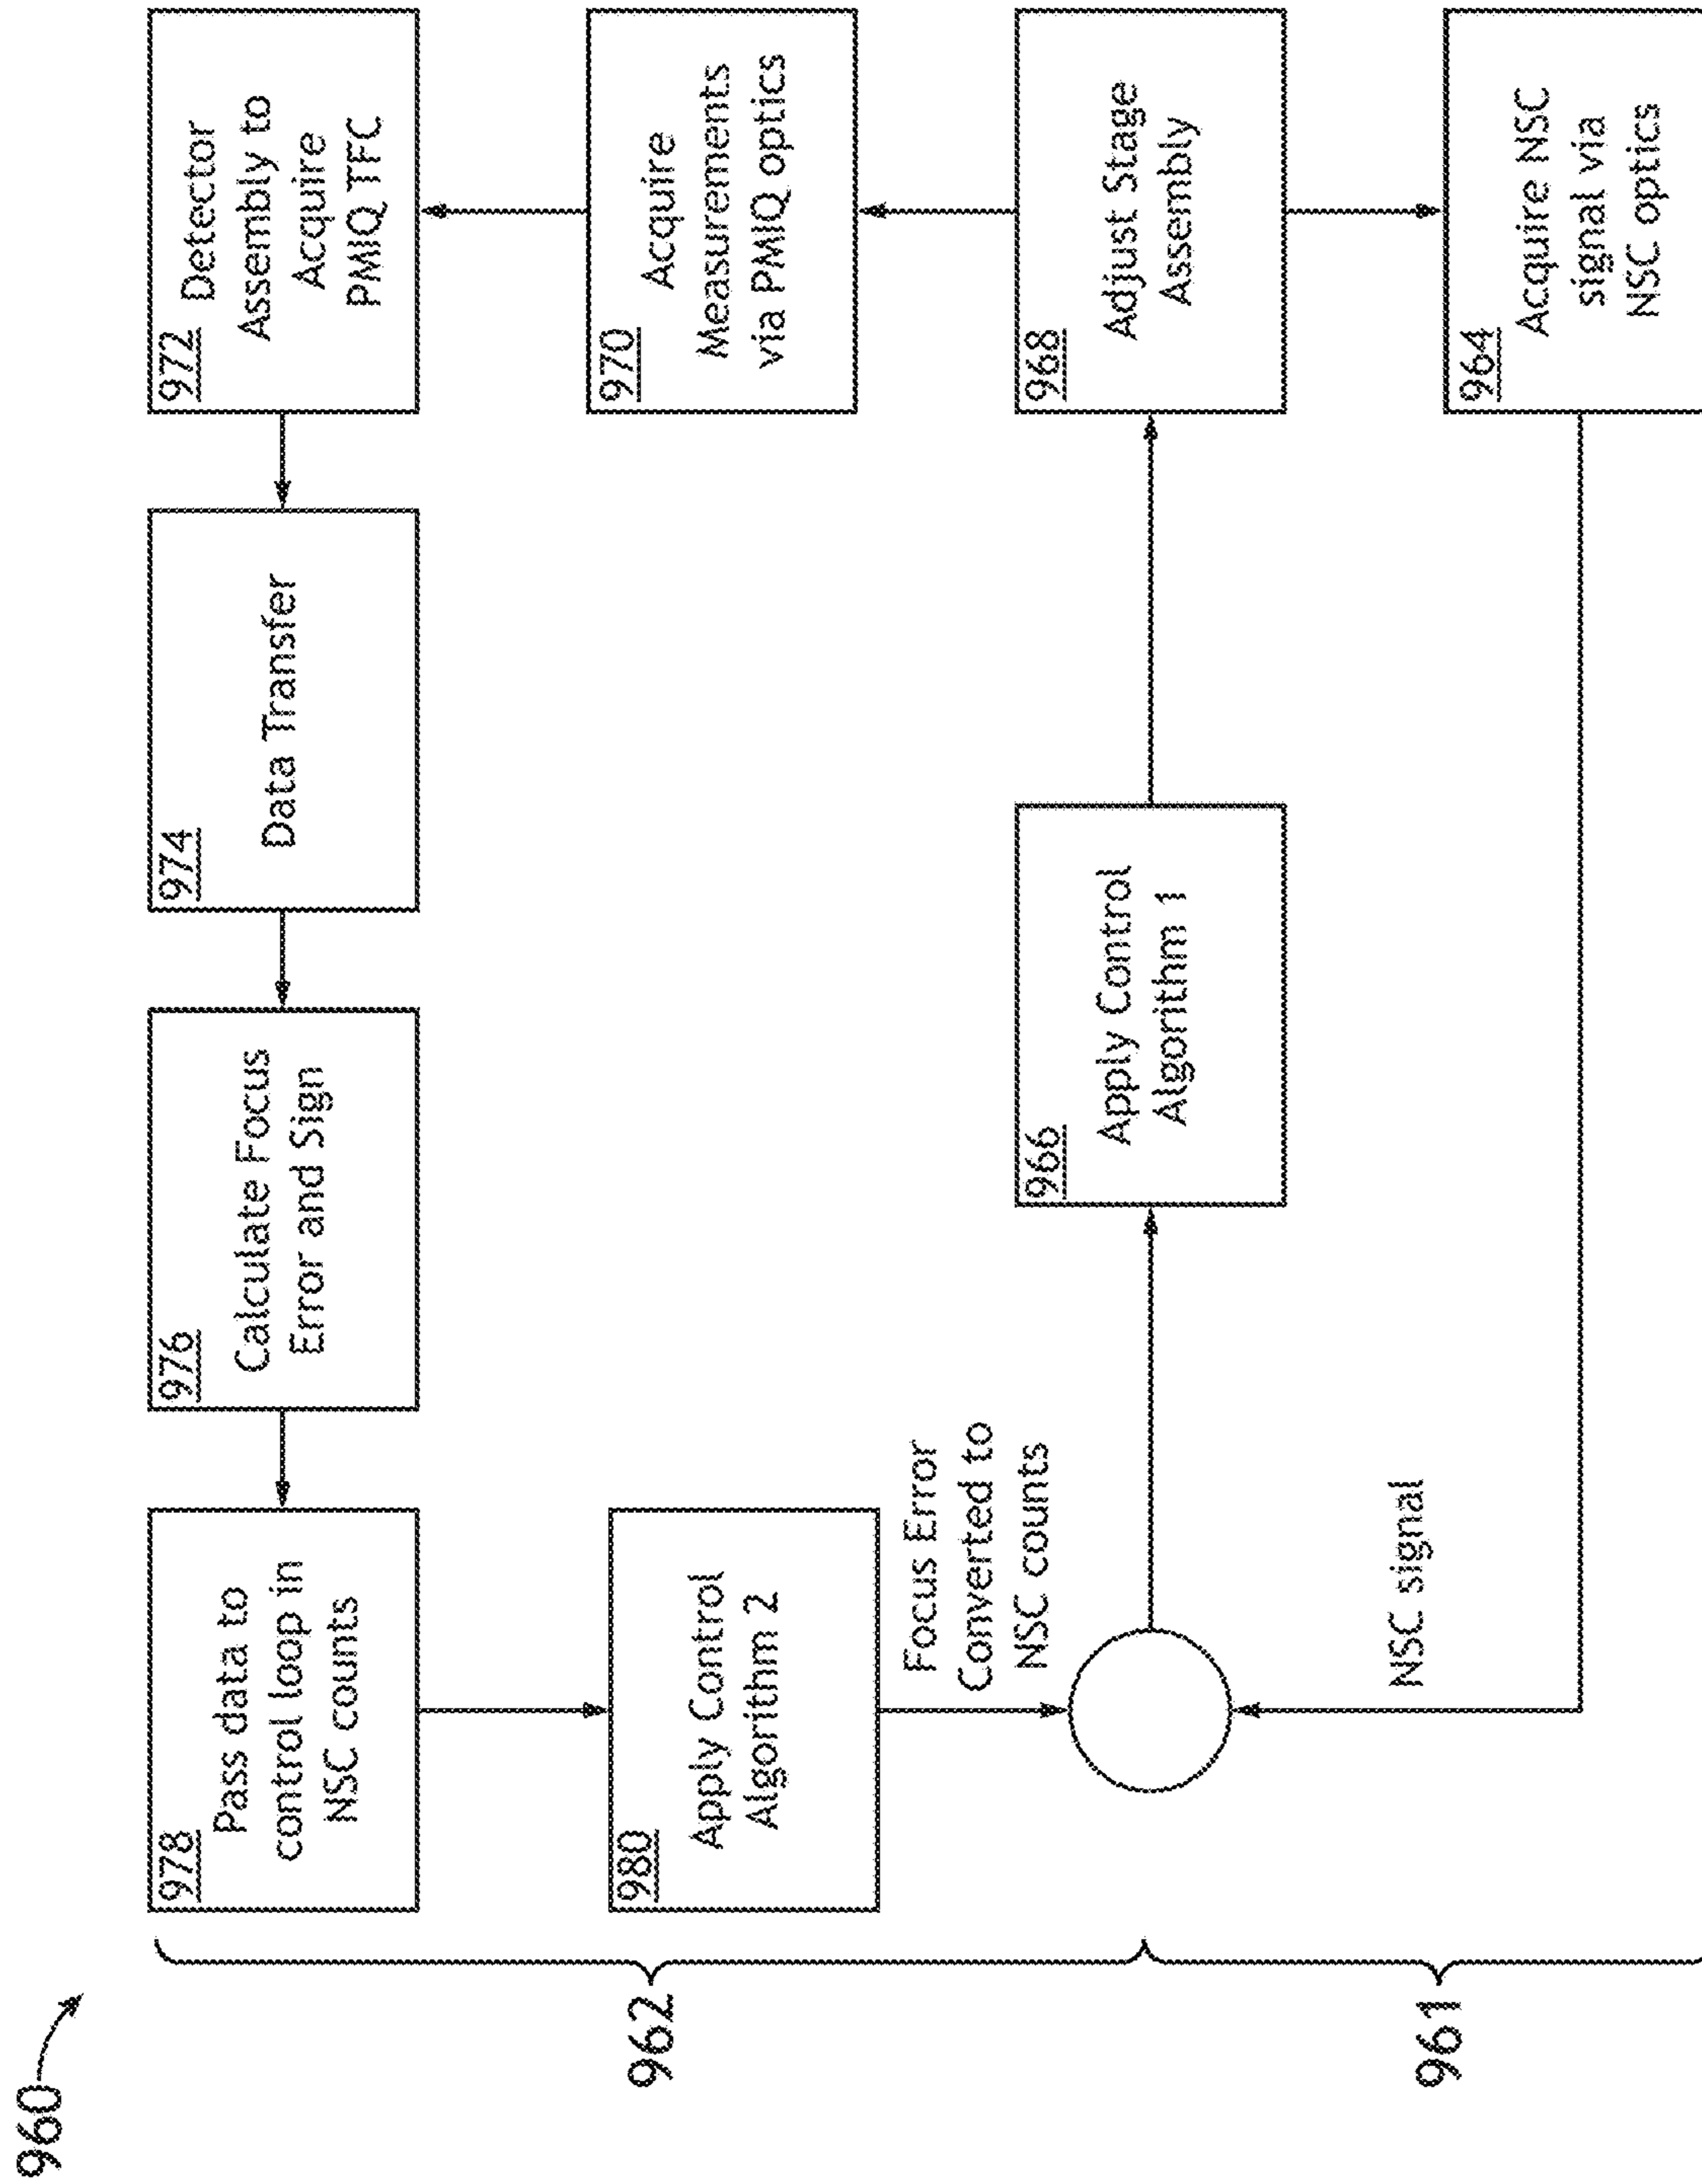 960
978
Pass data to
control loop in
NSC counts
976
Calculate Focus
Error and Sign
974
Data Transfer
972
Detector
Assembly to
Acquire
PMIQ TFC
962
980
Apply Control
Algorithm 2
970
Acquire
Measurements
via PMIQ optics
Focus Error
Converted to
NSC counts
966
Apply Control
Algorithm 1
968
Adjust Stage
Assembly
961
NSC signal
964
Acquire NSC
signal via
NSC optics